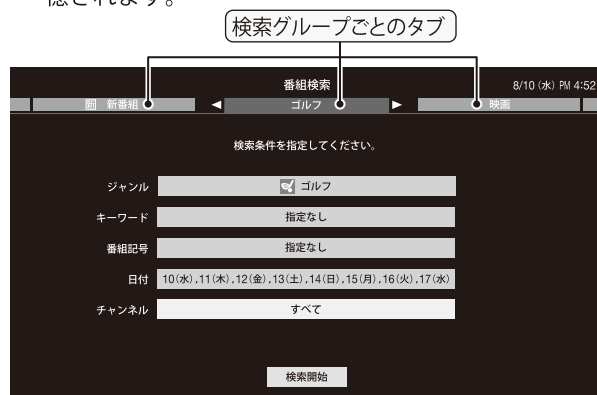 憶されます。
検索グループごとのタブ
番組検索
8/10 (水) PM 4:52
新 新番組
ゴルフ
映画
検索条件を指定してください。
ジャンル ゴルフ
キーワード 指定なし
番組記号 指定なし
日付 10(水),11(木),12(金),13(土),14(日),15(月),16(火),17(水)
チャンネル すべて
検索開始